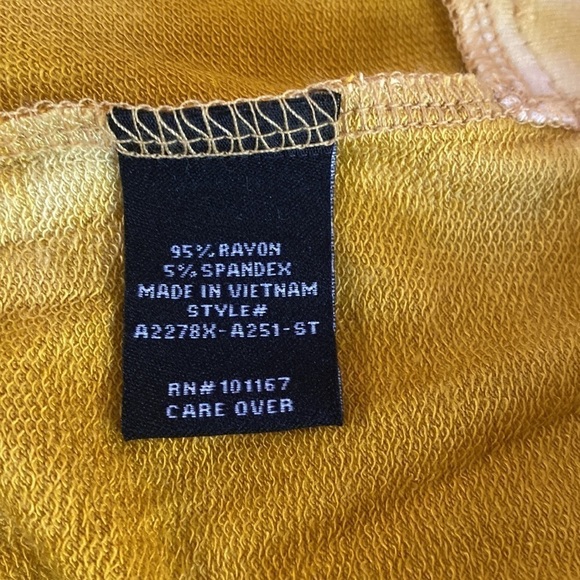 95% RAYON
5% SPANDEX
MADE IN VIETNAM
STYLE#
A2278X-A251-ST
RN#101167
CARE OVER